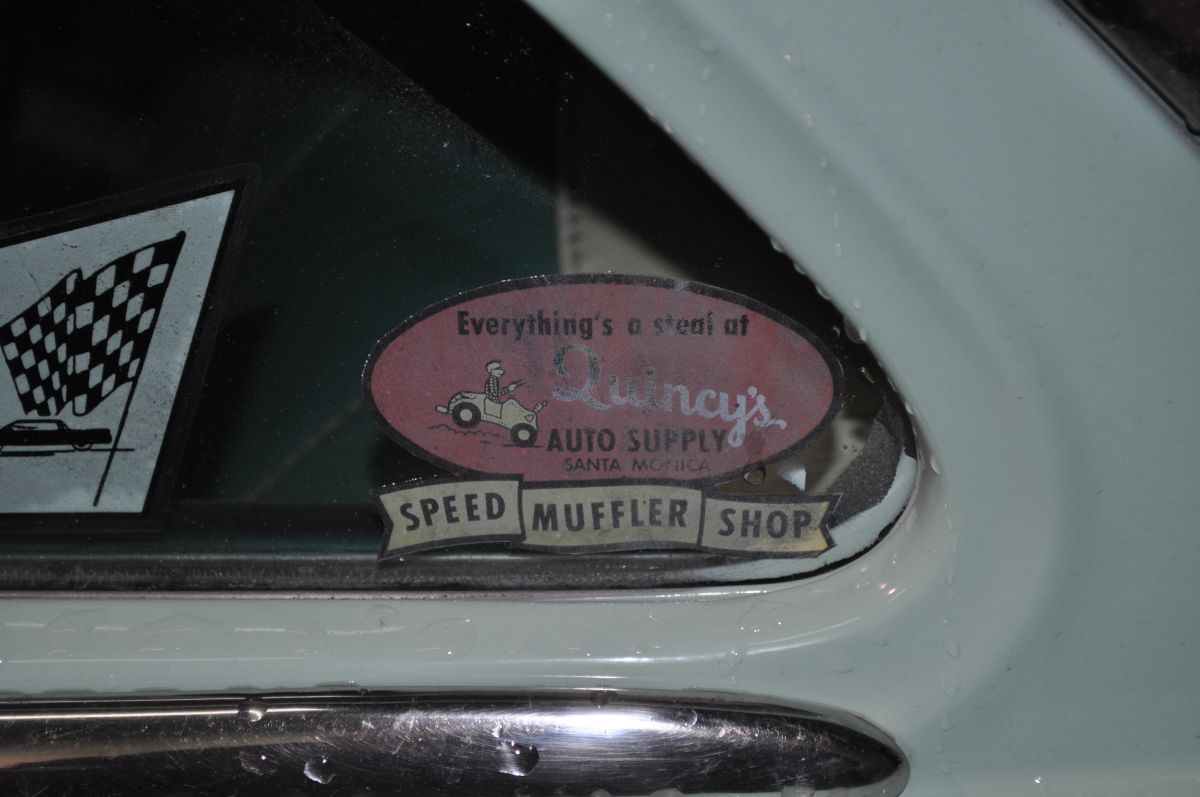 Everything's a steal at
Quincy's
AUTO SUPPLY
SANTA MONICA
SPEED MUFFLER SHOP